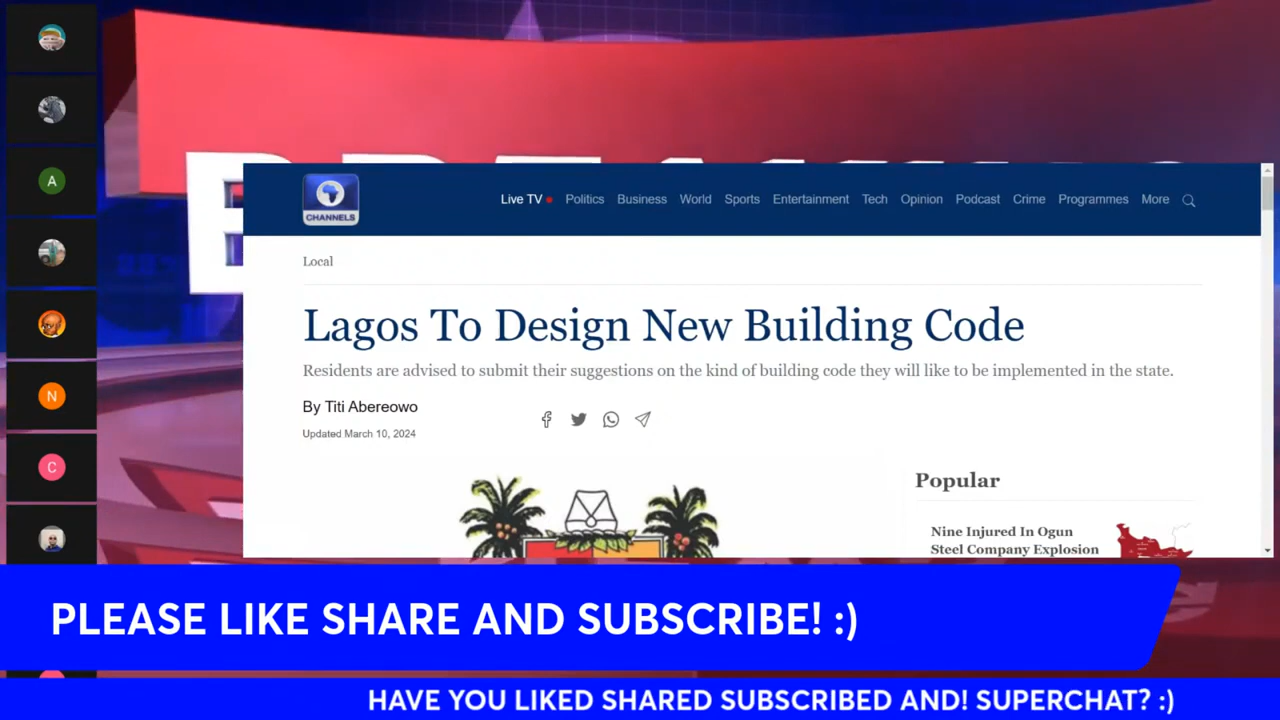 CHANNELS
Live TV Politics Business World Sports Entertainment Tech Opinion Podcast Crime Programmes More
Local
Lagos To Design New Building Code
Residents are advised to submit their suggestions on the kind of building code they will like to be implemented in the state.
By Titi Abereowo
Updated March 10, 2024
Popular
Nine Injured In Ogun
Steel Company Explosion
A
N
C
PLEASE LIKE SHARE AND SUBSCRIBE! :)
HAVE YOU LIKED SHARED SUBSCRIBED AND! SUPERCHAT? :)